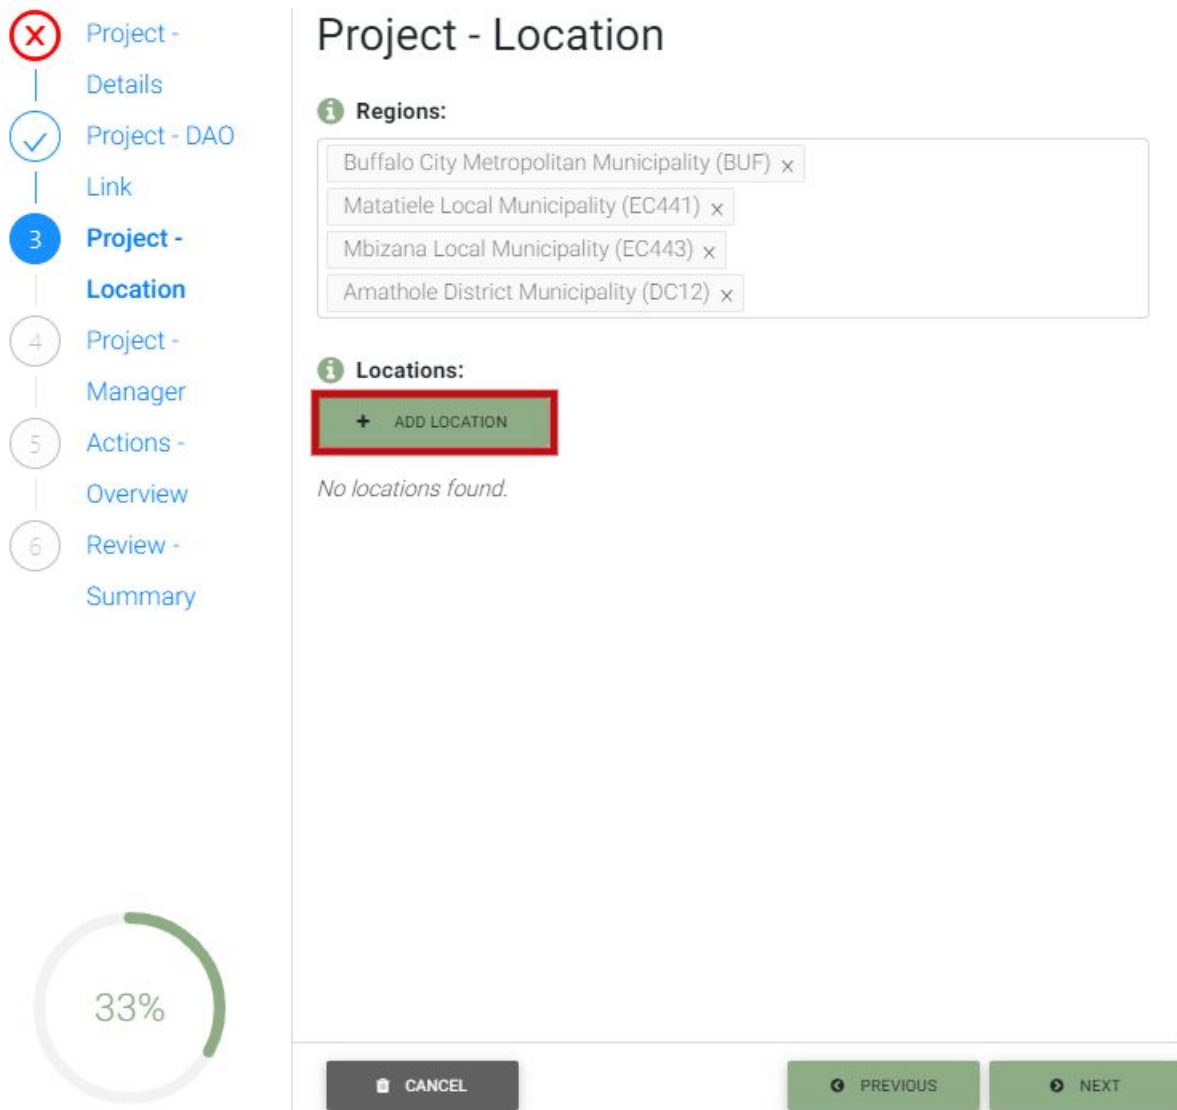 Project -
Details
Project - DAO
Link
3
Project -
Location
4
Project -
Manager
5
Actions -
Overview
6
Review -
Summary
33%
Project - Location
Regions:
Buffalo City Metropolitan Municipality (BUF) ×
Matatiele Local Municipality (EC441) ×
Mbizana Local Municipality (EC443) ×
Amathole District Municipality (DC12) ×
Locations:
+ ADD LOCATION
No locations found.
CANCEL
PREVIOUS
NEXT